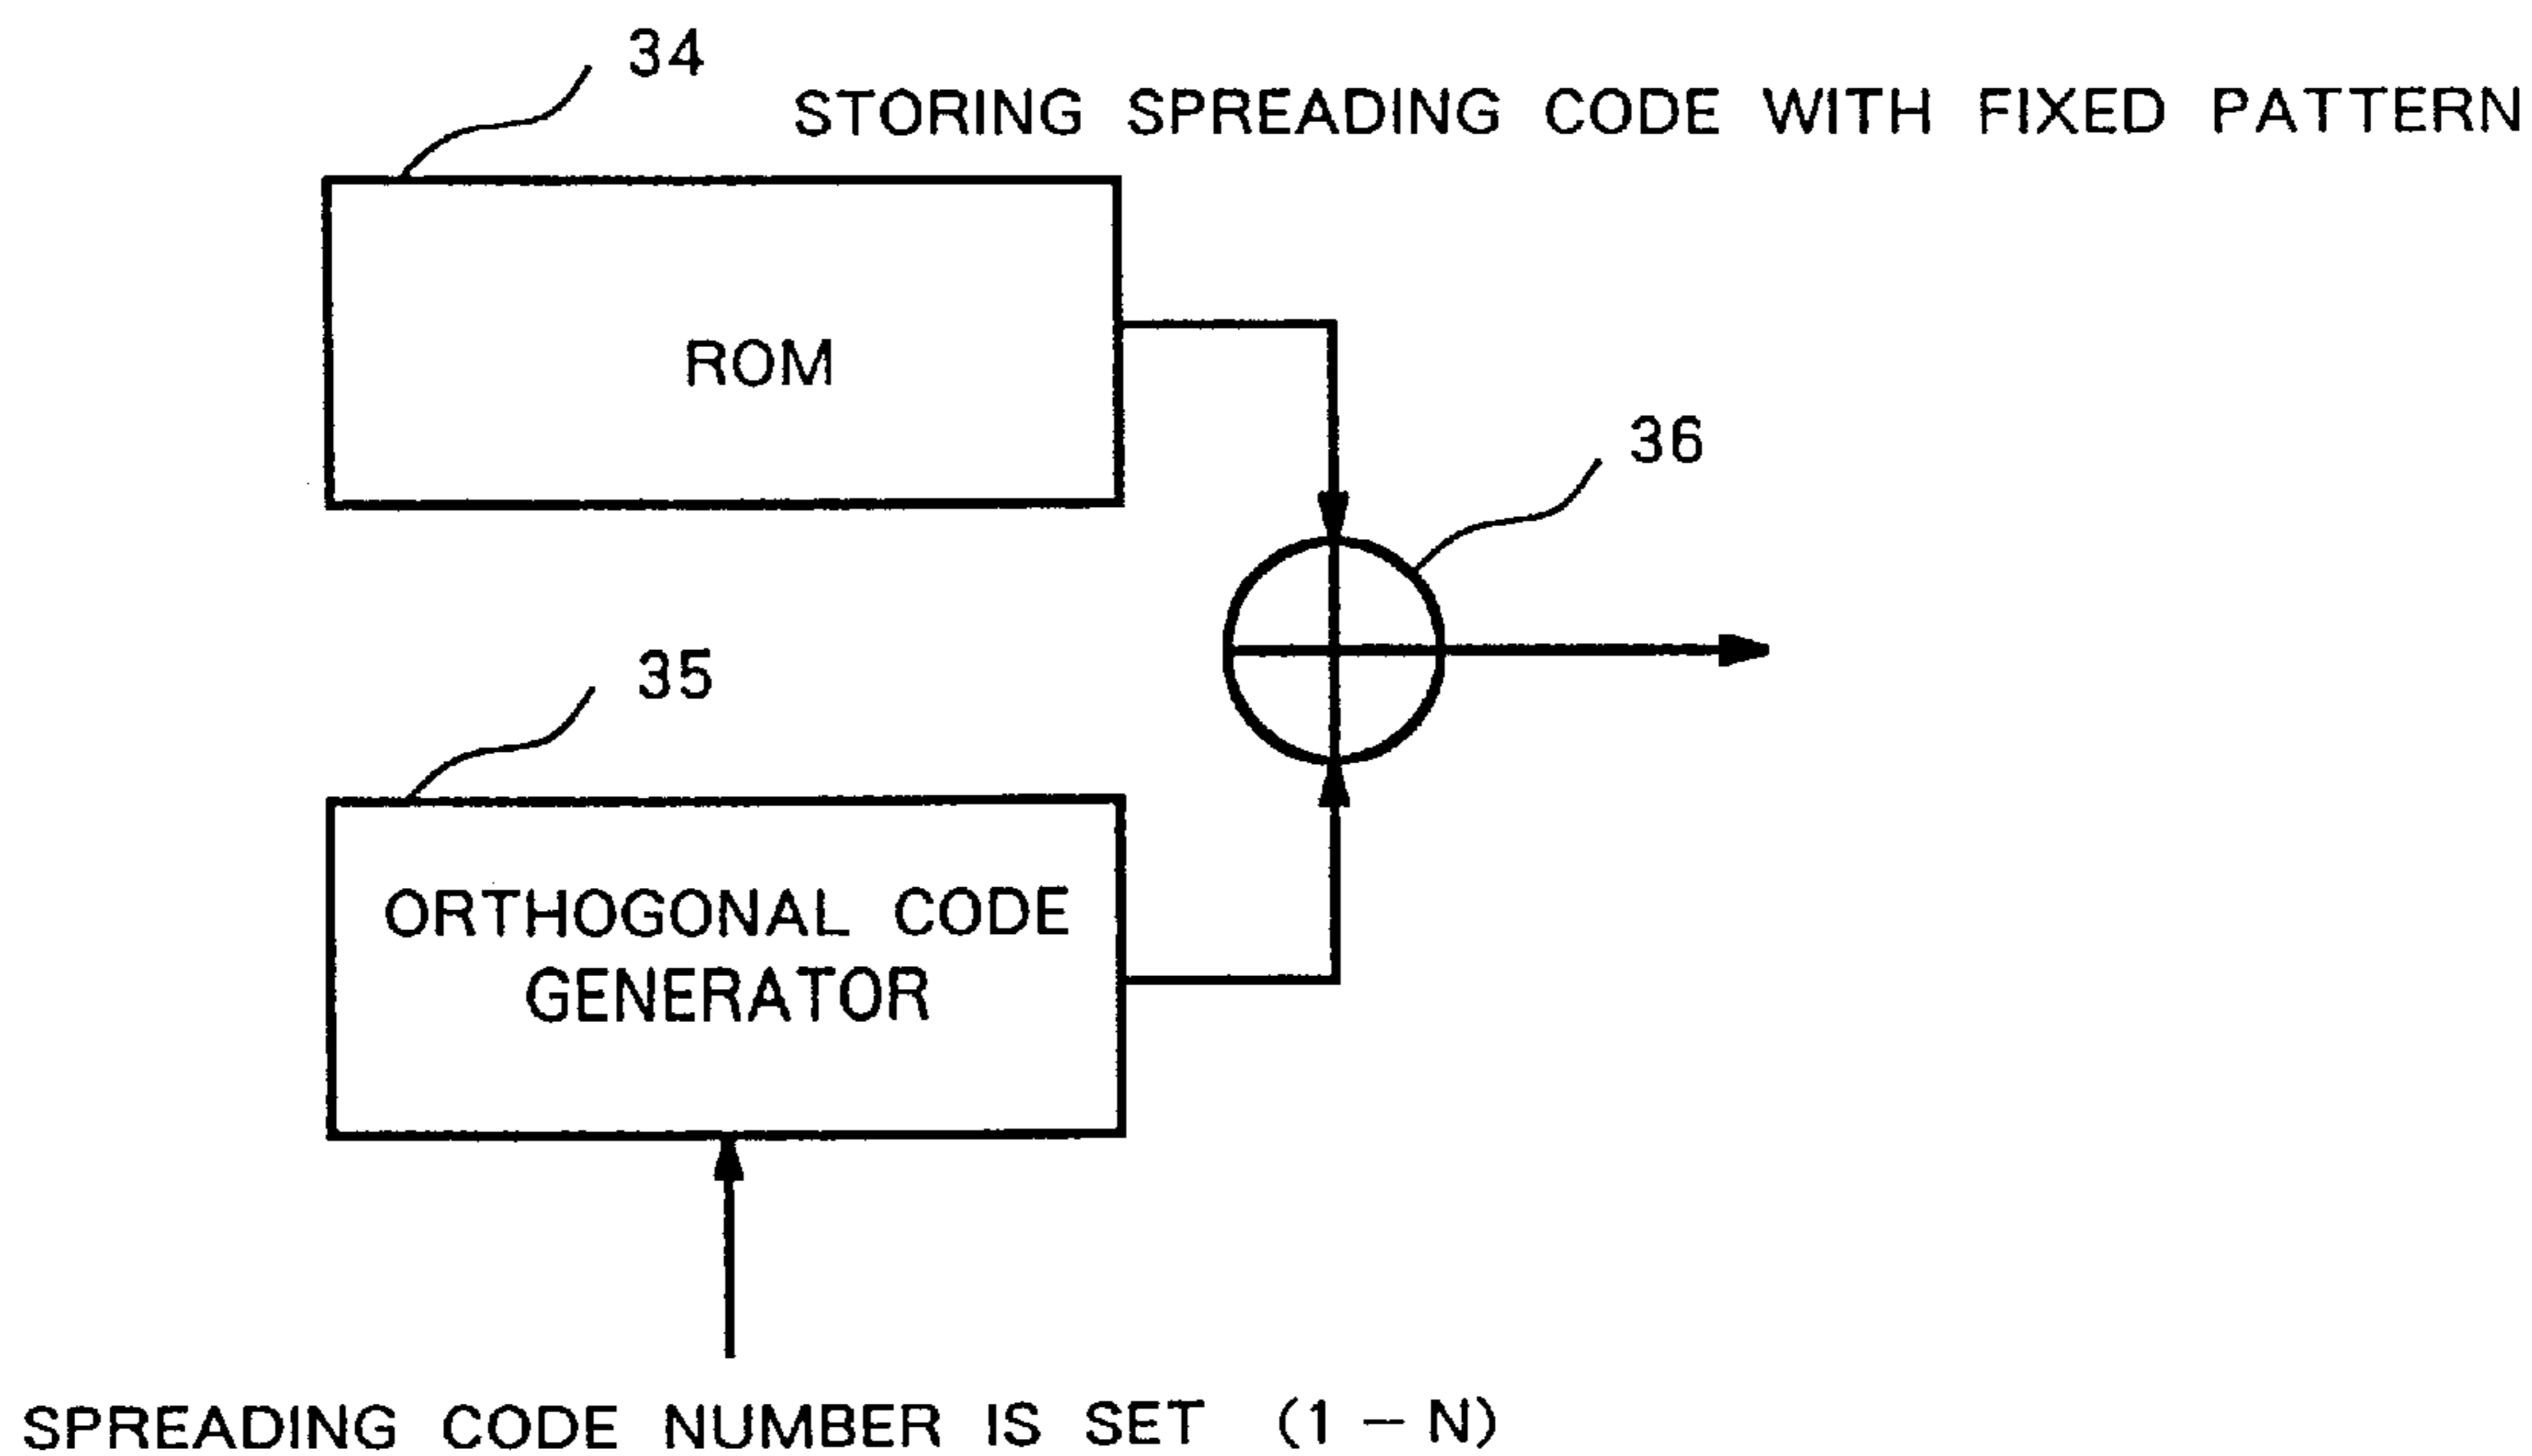 34
STORING SPREADING CODE WITH FIXED PATTERN
ROM
36
35
ORTHOGONAL CODE
GENERATOR
SPREADING CODE NUMBER IS SET (1 – N)